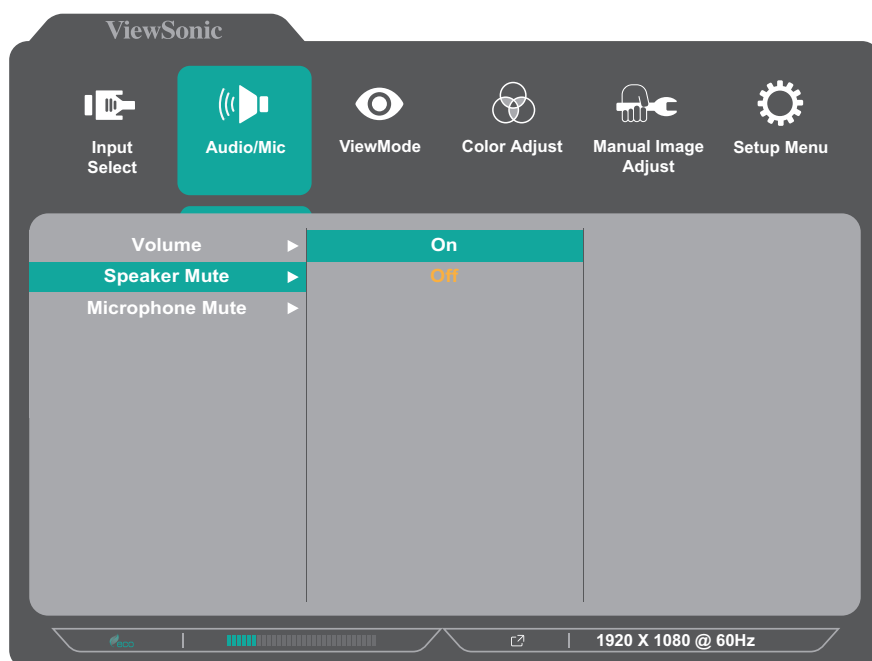 ViewSonic
Input
Select
Audio/Mic
ViewMode
Color Adjust
Manual Image
Adjust
Setup Menu
Volume
On
Speaker Mute
Off
Microphone Mute
eco
1920 X 1080 @ 60Hz